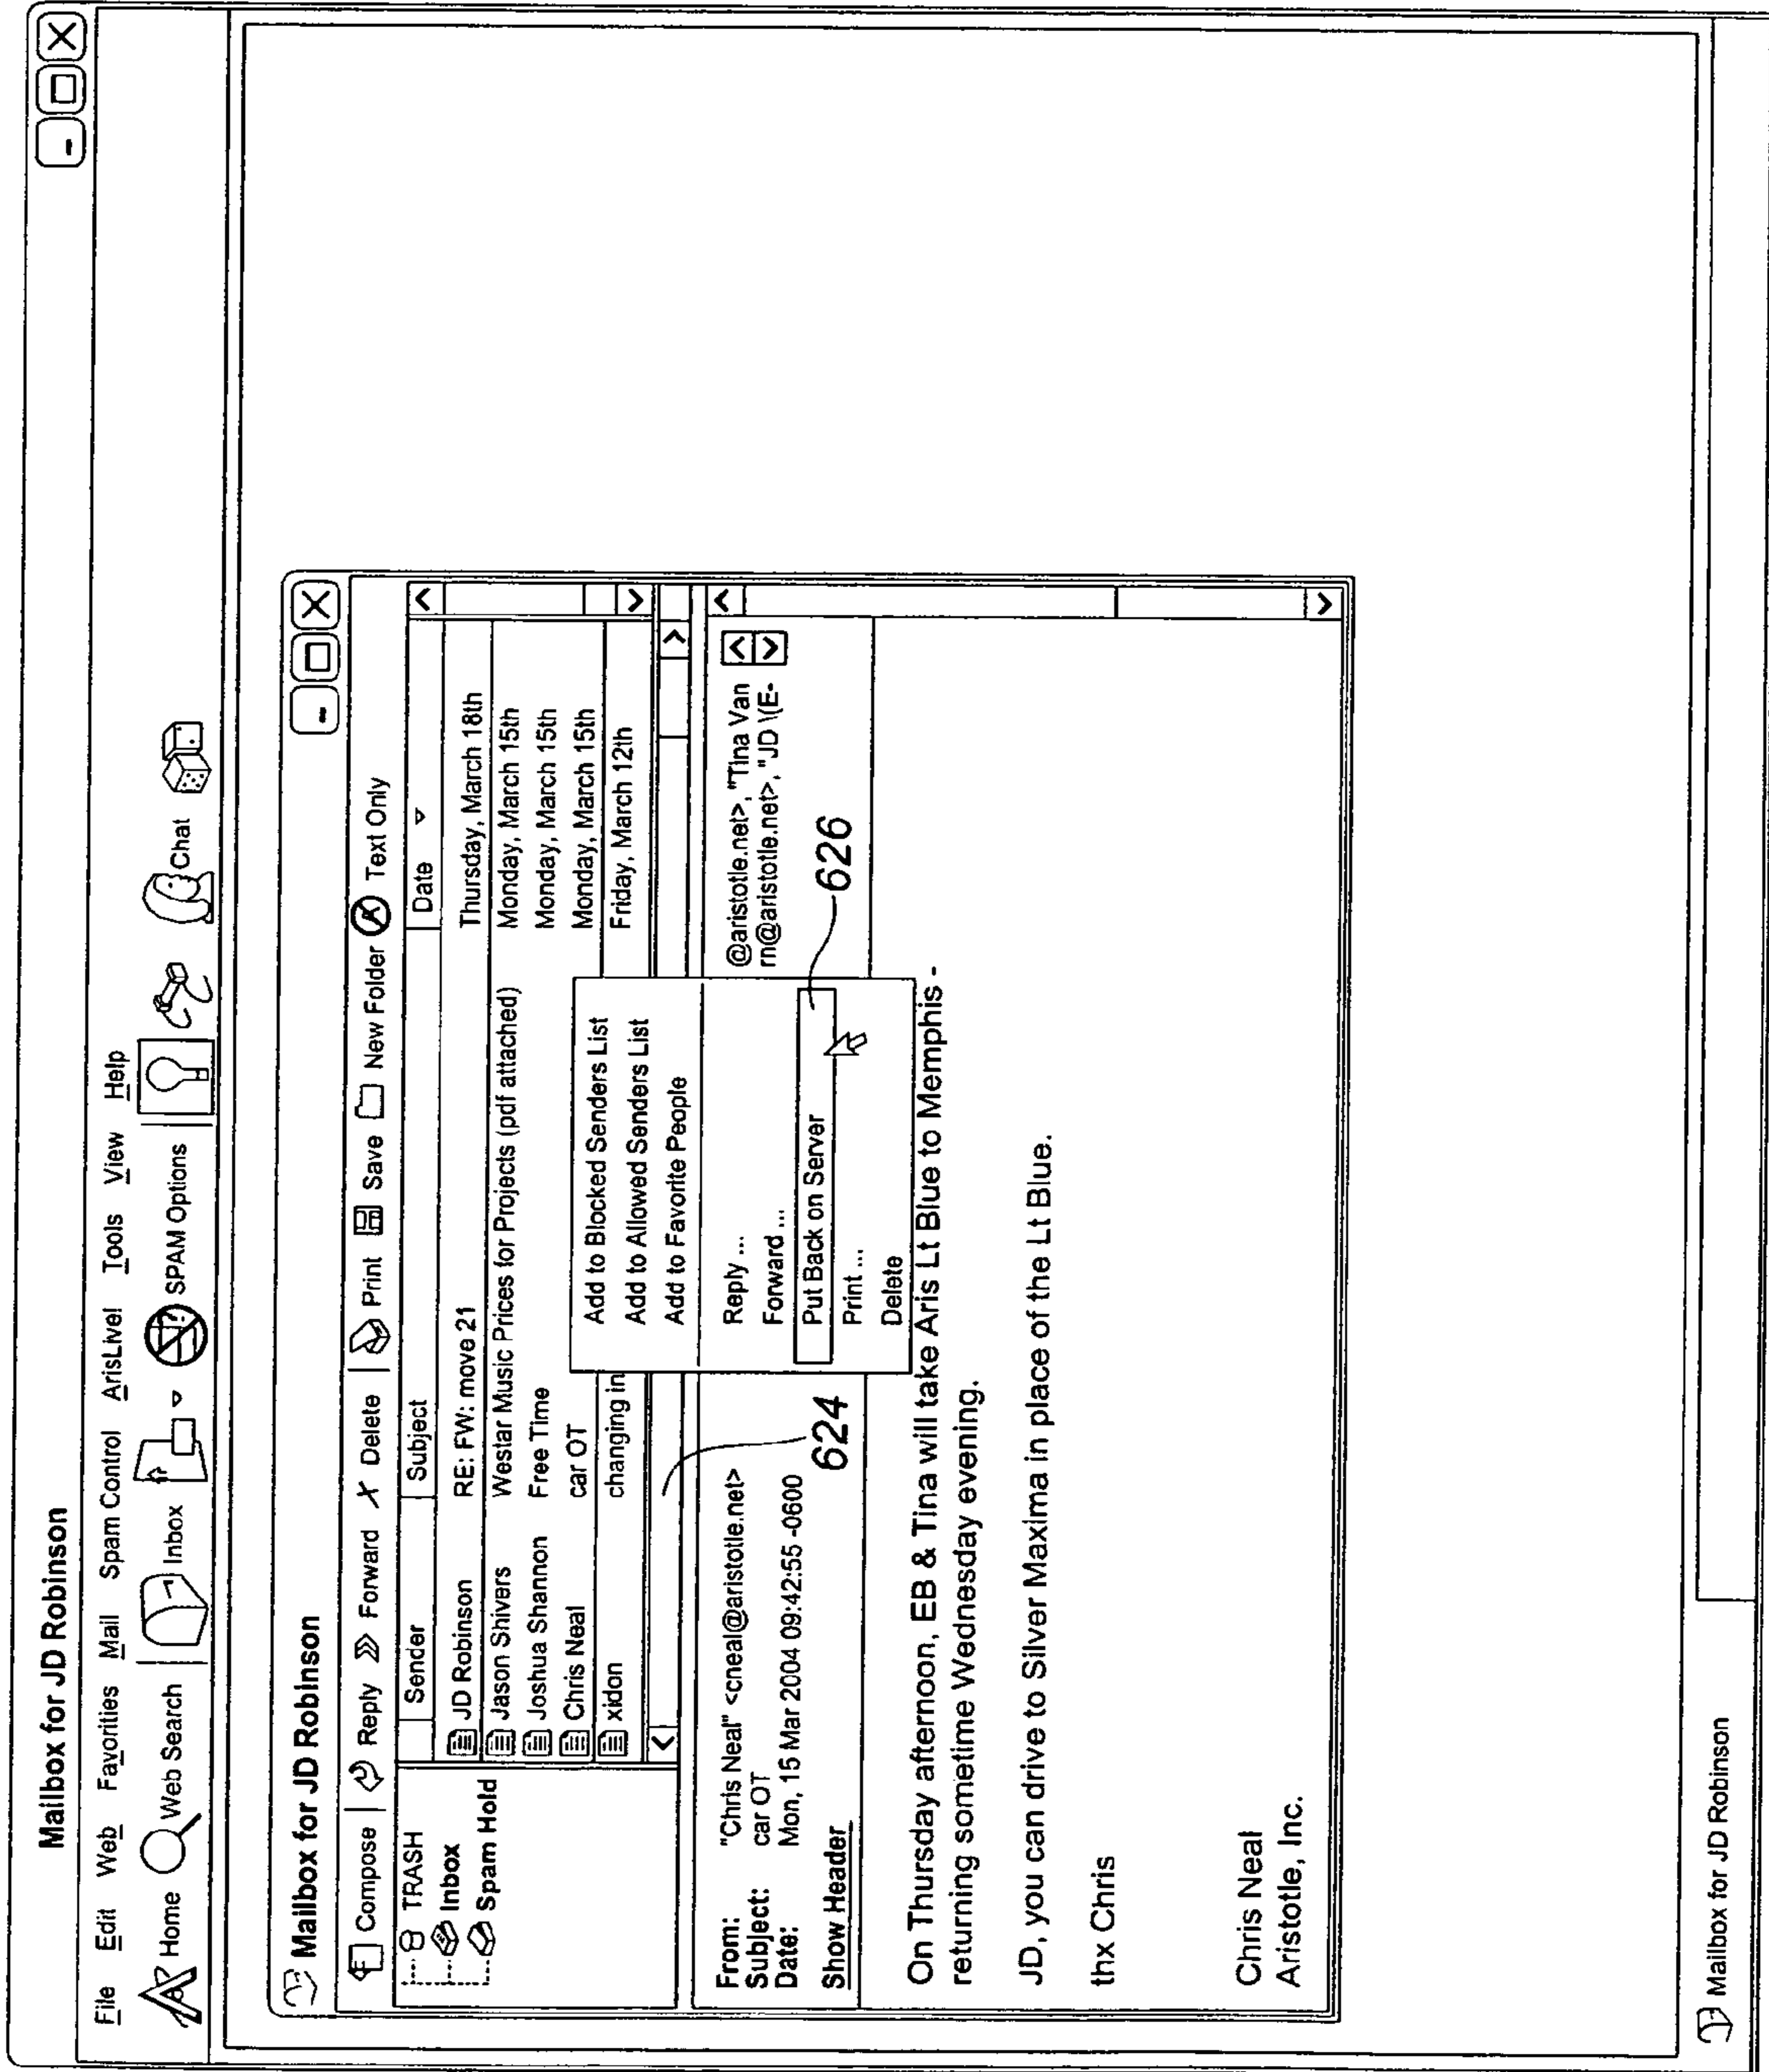 Mailbox for JD Robinson
File Edit Web Favorites Mail Spam Control ArisLive! Tools View Help
Home Web Search Inbox SPAM Options Chat
Mailbox for JD Robinson
Compose Reply Forward X Delete Print Save New Folder Text Only
TRASH
Inbox
Spam Hold
Sender Subject Date
JD Robinson RE: FW: move 21 Thursday, March 18th
Jason Shivers Westar Music Prices for Projects (pdf attached) Monday, March 15th
Joshua Shannon Free Time Monday, March 15th
Chris Neal car OT Monday, March 15th
xidon changing in Friday, March 12th
Add to Blocked Senders List
Add to Allowed Senders List
Add to Favorite People
Reply ...
Forward ...
Put Back on Server
Print ...
Delete
624
626
From: "Chris Neal" <cneal@aristotle.net> @aristotle.net>, "Tina Van
Subject: car OT rn@aristotle.net>, "JD \(E-
Date: Mon, 15 Mar 2004 09:42:55 -0600
Show Header
On Thursday afternoon, EB & Tina will take Aris Lt Blue to Memphis -
returning sometime Wednesday evening.
JD, you can drive to Silver Maxima in place of the Lt Blue.
thx Chris
Chris Neal
Aristotle, Inc.
Mailbox for JD Robinson